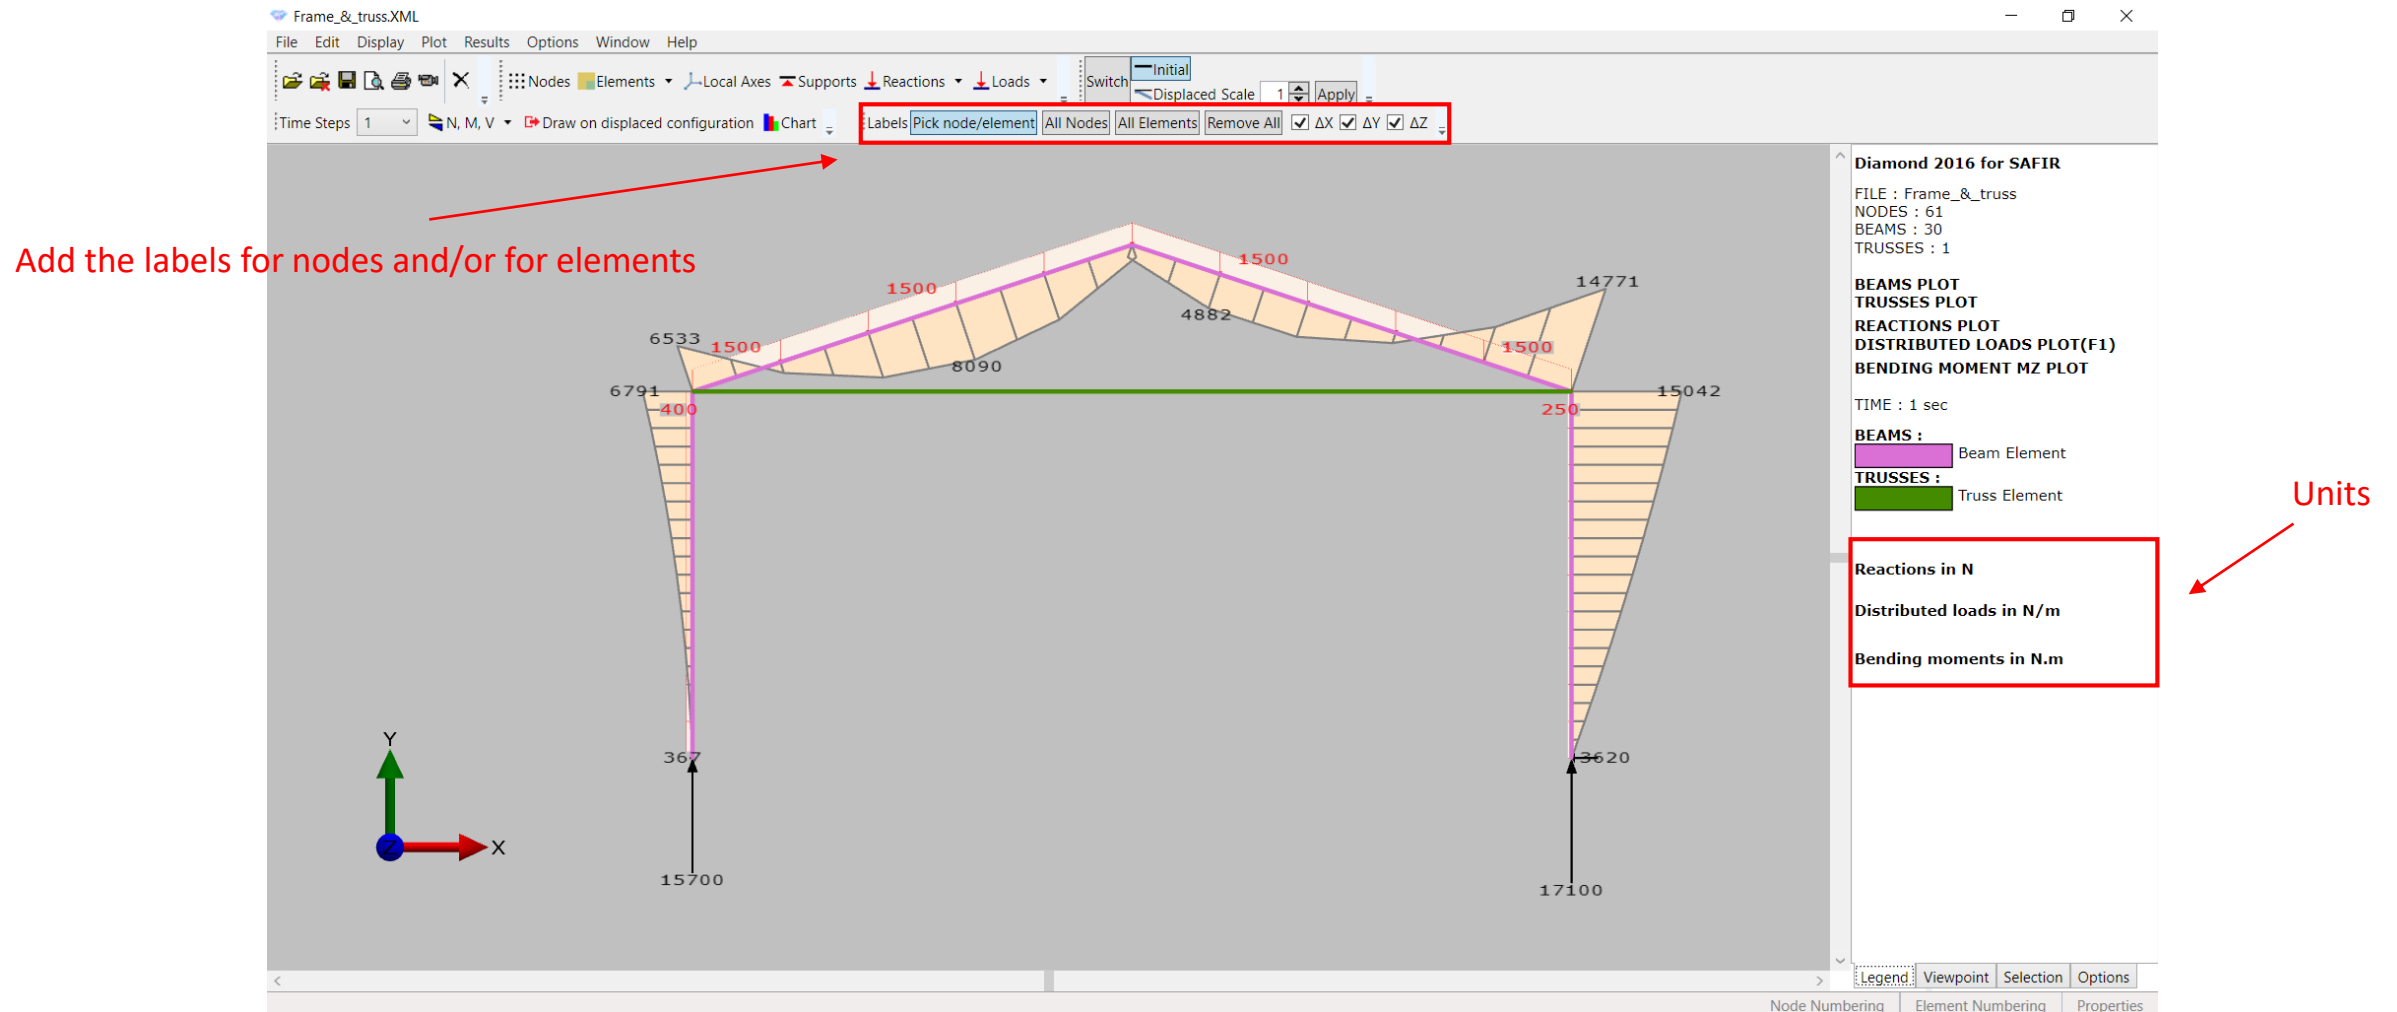 Frame_&_truss.XML
File Edit Display Plot Results Options Window Help
Nodes Elements Local Axes Supports Reactions Loads Switch Initial
Displaced Scale 1 Apply
Time Steps 1 N, M, V Draw on displaced configuration Chart Labels Pick node/element All Nodes All Elements Remove All ΔX ΔY ΔZ
Add the labels for nodes and/or for elements
1500
1500
14771
4882
6533
1500
1500
8090
6791
15042
400
250
367
3620
15700
17100
Y
Z
X
Diamond 2016 for SAFIR
FILE : Frame_&_truss
NODES : 61
BEAMS : 30
TRUSSES : 1
BEAMS PLOT
TRUSSES PLOT
REACTIONS PLOT
DISTRIBUTED LOADS PLOT(F1)
BENDING MOMENT MZ PLOT
TIME : 1 sec
BEAMS :
Beam Element
TRUSSES :
Truss Element
Units
Reactions in N
Distributed loads in N/m
Bending moments in N.m
Legend Viewpoint Selection Options
Node Numbering Element Numbering Properties